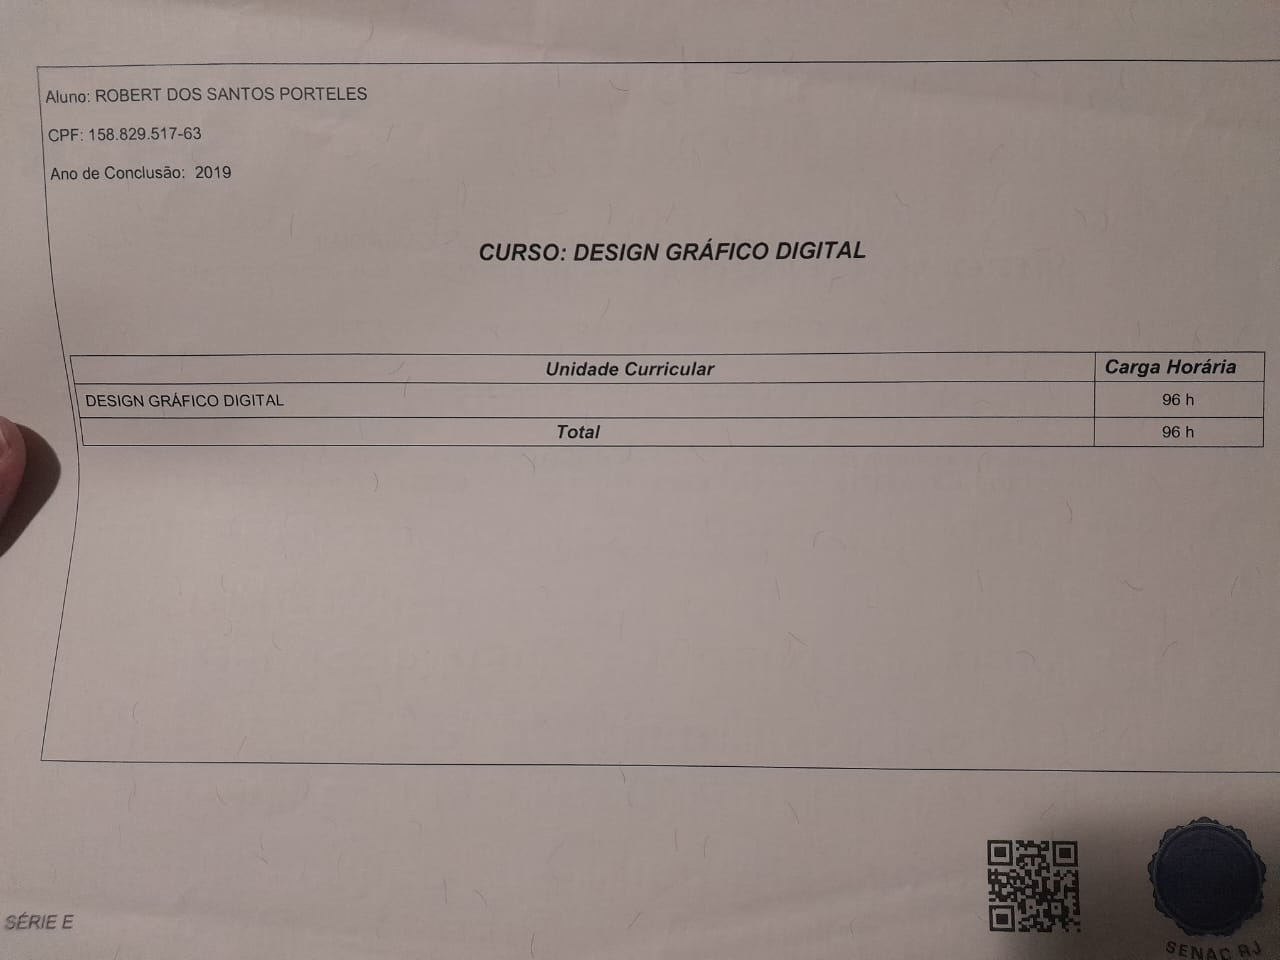 Aluno: ROBERT DOS SANTOS PORTELES
CPF: 158.829.517-63
Ano de Conclusão: 2019
CURSO: DESIGN GRÁFICO DIGITAL
Unidade Curricular Carga Horária
DESIGN GRÁFICO DIGITAL 96 h
Total 96 h
SÉRIE E
SENAC RJ